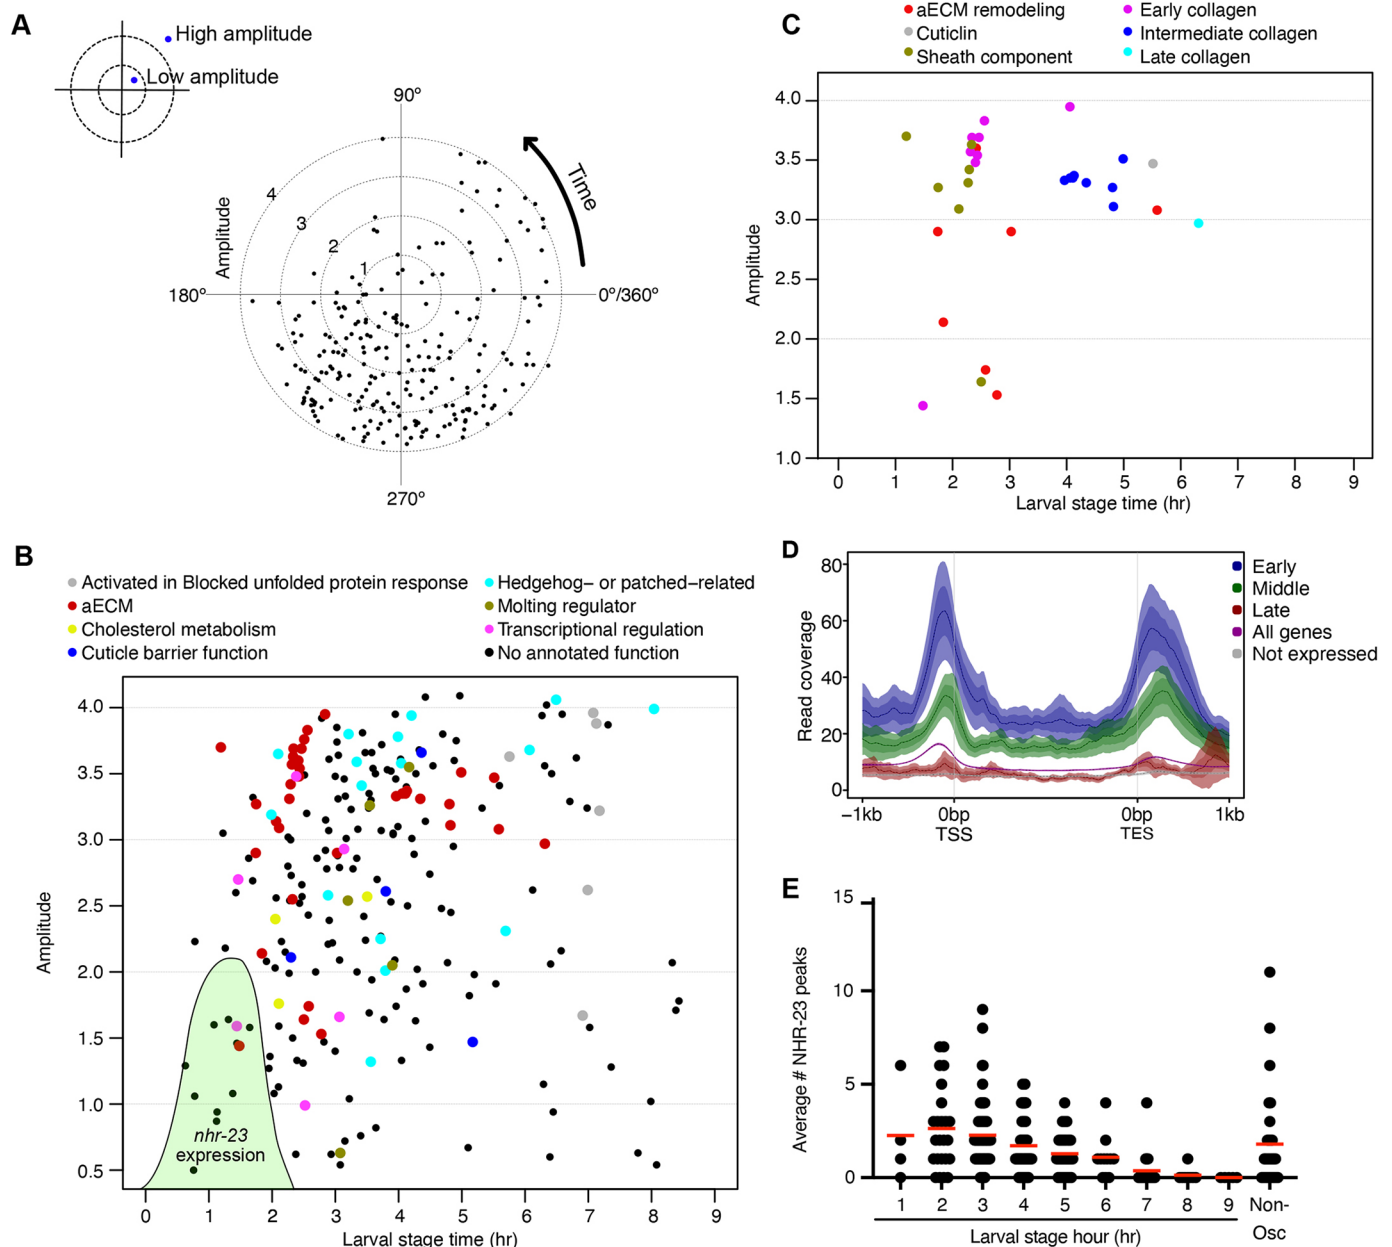 A
High amplitude
Low amplitude
90°
4
3
2
1
Amplitude
Time
180°
0°/360°
270°
B
Activated in Blocked unfolded protein response
aECM
Cholesterol metabolism
Cuticle barrier function
Hedgehog– or patched–related
Molting regulator
Transcriptional regulation
No annotated function
4.0
3.5
3.0
2.5
2.0
1.5
1.0
0.5
Amplitude
nhr-23
expression
0 1 2 3 4 5 6 7 8 9
Larval stage time (hr)
C
aECM remodeling
Cuticlin
Sheath component
Early collagen
Intermediate collagen
Late collagen
4.0
3.5
3.0
2.5
2.0
1.5
1.0
Amplitude
0 1 2 3 4 5 6 7 8 9
Larval stage time (hr)
D
80
60
40
20
0
Read coverage
−1kb 0bp 0bp 1kb
TSS TES
Early
Middle
Late
All genes
Not expressed
E
15
10
5
0
Average # NHR-23 peaks
1 2 3 4 5 6 7 8 9 Non-
Osc
Larval stage hour (hr)